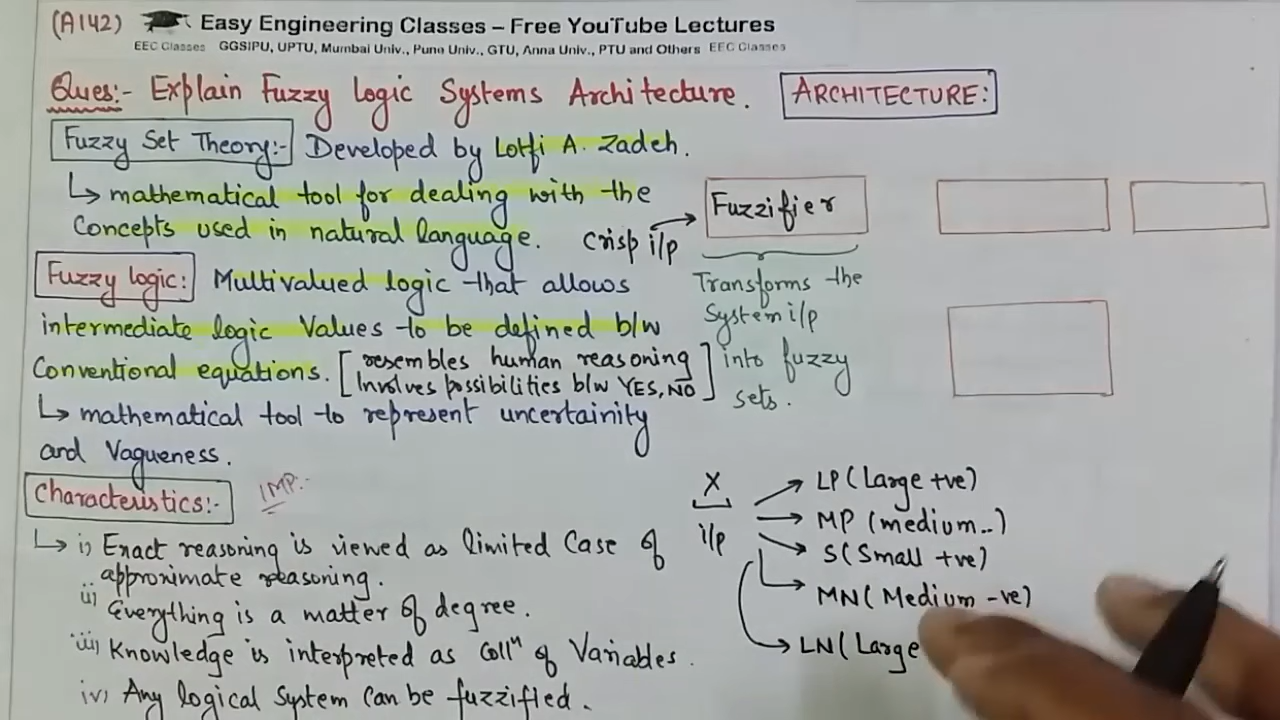 (A142) Easy Engineering Classes – Free YouTube Lectures
EEC Classes GGSIPU, UPTU, Mumbai Univ., Pune Univ., GTU, Anna Univ., PTU and Others EEC Classes
Ques:- Explain Fuzzy Logic Systems Architecture.
Fuzzy Set Theory:- Developed by Lotfi A. Zadeh.
↳ mathematical tool for dealing with the
Concepts used in natural language.
Fuzzy logic: Multivalued logic that allows
intermediate logic Values to be defined b/w
Conventional equations. [resembles human reasoning
Involves possibilities b/w YES, NO]
↳ mathematical tool to represent uncertainity
and Vagueness.
Characteristics:- IMP.
↳ i) Exact reasoning is viewed as limited Case of
approximate reasoning.
ii) Everything is a matter of degree.
iii) Knowledge is interpreted as Collⁿ of Variables.
iv) Any logical System Can be fuzzified.
ARCHITECTURE:
Crisp i/p → Fuzzifier
Transforms the
System i/p
into fuzzy
sets.
X
i/p
→ LP (Large +ve)
→ MP (medium..)
→ S (Small +ve)
→ MN (Medium -ve)
→ LN (Large